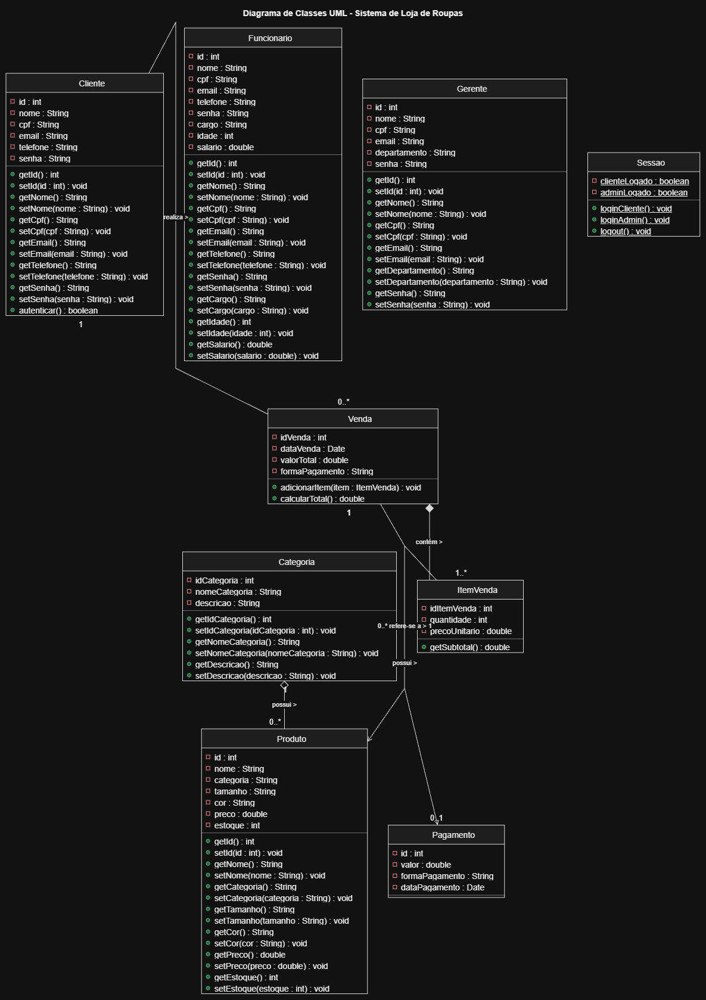 Diagrama de Classes UML - Sistema de Loja de Roupas
Cliente
id : int
nome : String
cpf : String
email : String
telefone : String
senha : String
getId() : int
setId(id : int) : void
getNome() : String
setNome(nome : String) : void
getCpf() : String
setCpf(cpf : String) : void
getEmail() : String
setEmail(email : String) : void
getTelefone() : String
setTelefone(telefone : String) : void
getSenha() : String
setSenha(senha : String) : void
autenticar() : boolean
1
realiza >
Funcionario
id : int
nome : String
cpf : String
email : String
telefone : String
senha : String
cargo : String
idade : int
salario : double
getId() : int
setId(id : int) : void
getNome() : String
setNome(nome : String) : void
getCpf() : String
setCpf(cpf : String) : void
getEmail() : String
setEmail(email : String) : void
getTelefone() : String
setTelefone(telefone : String) : void
getSenha() : String
setSenha(senha : String) : void
getCargo() : String
setCargo(cargo : String) : void
getIdade() : int
setIdade(idade : int) : void
getSalario() : double
setSalario(salario : double) : void
Gerente
id : int
nome : String
cpf : String
email : String
departamento : String
senha : String
getId() : int
setId(id : int) : void
getNome() : String
setNome(nome : String) : void
getCpf() : String
setCpf(cpf : String) : void
getEmail() : String
setEmail(email : String) : void
getDepartamento() : String
setDepartamento(departamento : String) : void
getSenha() : String
setSenha(senha : String) : void
Sessao
clienteLogado : boolean
adminLogado : boolean
loginCliente() : void
loginAdmin() : void
logout() : void
0..*
Venda
idVenda : int
dataVenda : Date
valorTotal : double
formaPagamento : String
adicionarItem(item : ItemVenda) : void
calcularTotal() : double
1
contém >
1..*
Categoria
idCategoria : int
nomeCategoria : String
descricao : String
getIdCategoria() : int
setIdCategoria(idCategoria : int) : void
getNomeCategoria() : String
setNomeCategoria(nomeCategoria : String) : void
getDescricao() : String
setDescricao(descricao : String) : void
ItemVenda
idItemVenda : int
quantidade : int
precoUnitario : double
getSubtotal() : double
0..* refere-se a > 1
possui >
1
possui >
0..*
Produto
id : int
nome : String
categoria : String
tamanho : String
cor : String
preco : double
estoque : int
getId() : int
setId(id : int) : void
getNome() : String
setNome(nome : String) : void
getCategoria() : String
setCategoria(categoria : String) : void
getTamanho() : String
setTamanho(tamanho : String) : void
getCor() : String
setCor(cor : String) : void
getPreco() : double
setPreco(preco : double) : void
getEstoque() : int
setEstoque(estoque : int) : void
0..1
Pagamento
id : int
valor : double
formaPagamento : String
dataPagamento : Date